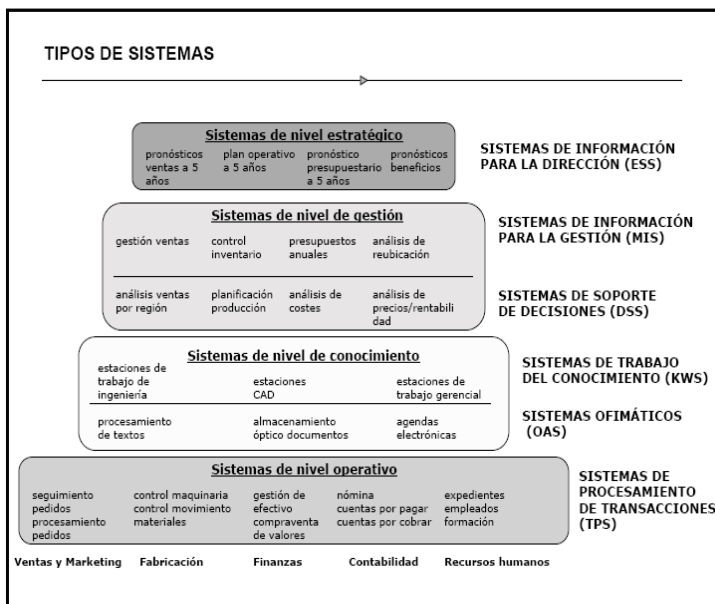 TIPOS DE SISTEMAS
Sistemas de nivel estratégico
pronósticos plan operativo pronóstico pronósticos
ventas a 5 a 5 años presupuestario beneficios
años a 5 años
SISTEMAS DE INFORMACIÓN
PARA LA DIRECCIÓN (ESS)
Sistemas de nivel de gestión
gestión ventas control presupuestos análisis de
inventario anuales reubicación
SISTEMAS DE INFORMACIÓN
PARA LA GESTIÓN (MIS)
análisis ventas planificación análisis de análisis de
por región producción costes precios/rentabili
dad
SISTEMAS DE SOPORTE
DE DECISIONES (DSS)
Sistemas de nivel de conocimiento
estaciones de
trabajo de estaciones estaciones de
ingeniería CAD trabajo gerencial
SISTEMAS DE TRABAJO
DEL CONOCIMIENTO (KWS)
procesamiento almacenamiento agendas
de textos óptico documentos electrónicas
SISTEMAS OFIMÁTICOS
(OAS)
Sistemas de nivel operativo
seguimiento control maquinaria gestión de nómina expedientes
pedidos control movimiento efectivo cuentas por pagar empleados
procesamiento materiales compraventa cuentas por cobrar formación
pedidos de valores
SISTEMAS DE
PROCESAMIENTO
DE TRANSACCIONES
(TPS)
Ventas y Marketing Fabricación Finanzas Contabilidad Recursos humanos